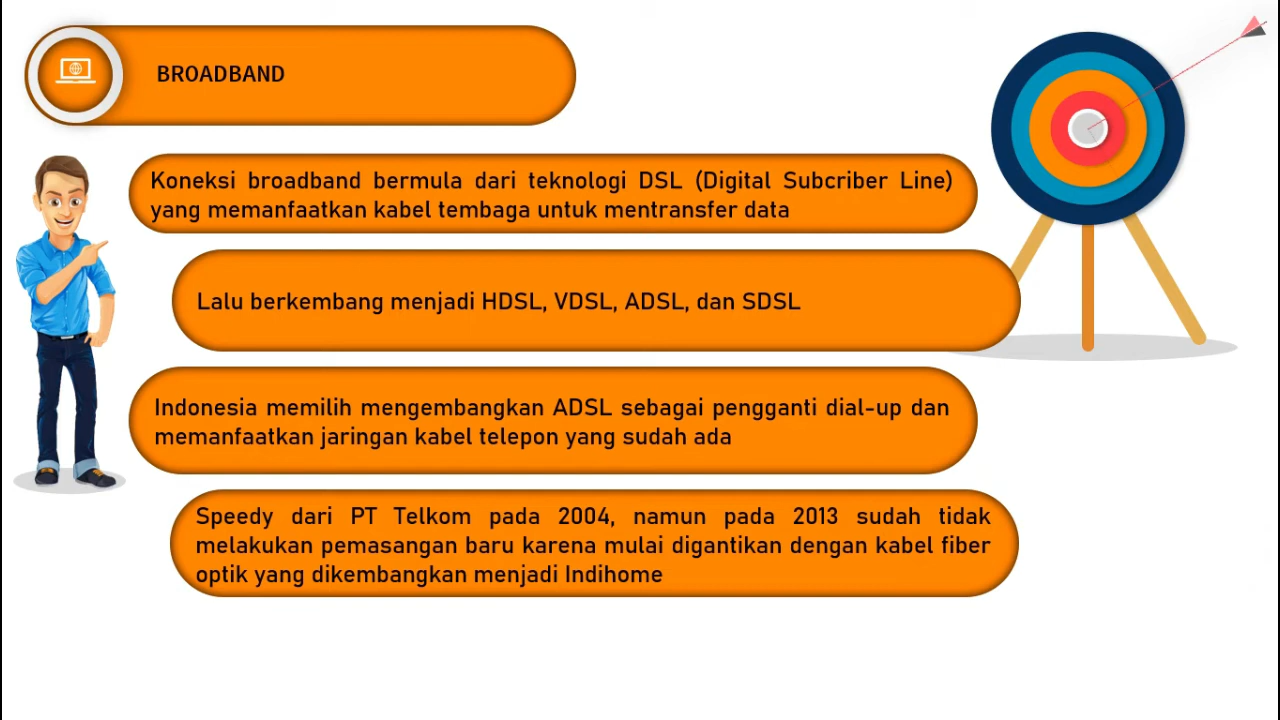 BROADBAND
Koneksi broadband bermula dari teknologi DSL (Digital Subcriber Line)
yang memanfaatkan kabel tembaga untuk mentransfer data
Lalu berkembang menjadi HDSL, VDSL, ADSL, dan SDSL
Indonesia memilih mengembangkan ADSL sebagai pengganti dial-up dan
memanfaatkan jaringan kabel telepon yang sudah ada
Speedy dari PT Telkom pada 2004, namun pada 2013 sudah tidak
melakukan pemasangan baru karena mulai digantikan dengan kabel fiber
optik yang dikembangkan menjadi Indihome